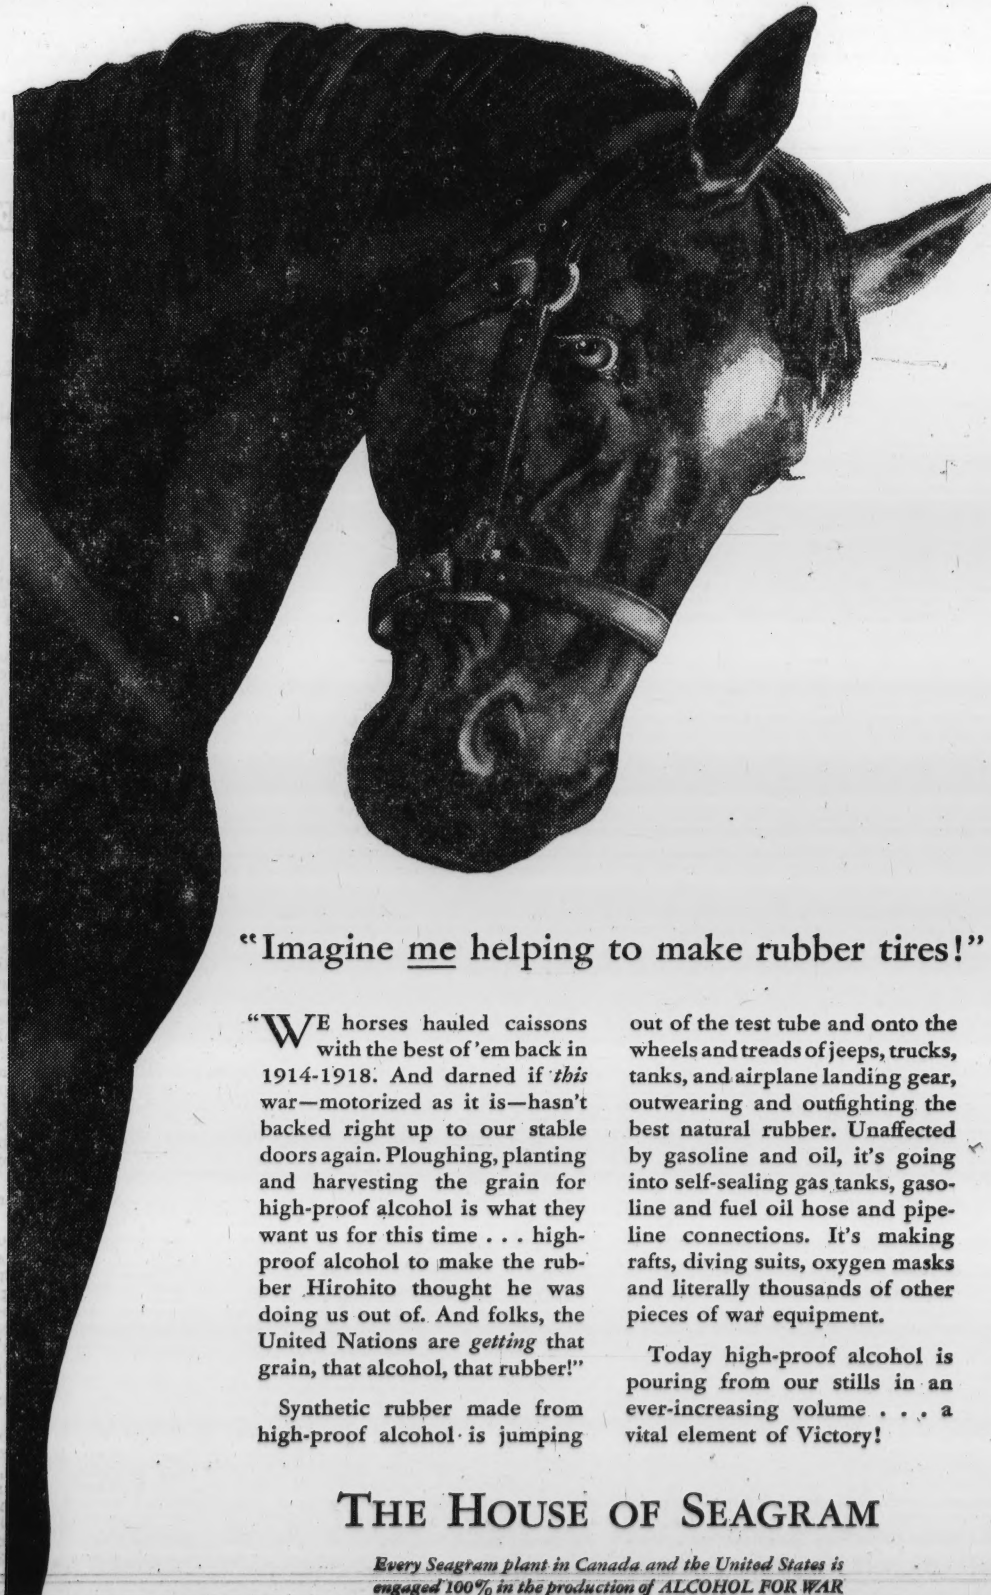 “Imagine me helping to make rubber tires!”
“WE horses hauled caissons
with the best of ’em back in
1914-1918. And darned if this
war—motorized as it is—hasn’t
backed right up to our stable
doors again. Ploughing, planting
and harvesting the grain for
high-proof alcohol is what they
want us for this time . . . high-
proof alcohol to make the rub-
ber Hirohito thought he was
doing us out of. And folks, the
United Nations are getting that
grain, that alcohol, that rubber!”
Synthetic rubber made from
high-proof alcohol is jumping
out of the test tube and onto the
wheels and treads of jeeps, trucks,
tanks, and airplane landing gear,
outwearing and outfighting the
best natural rubber. Unaffected
by gasoline and oil, it’s going
into self-sealing gas tanks, gaso-
line and fuel oil hose and pipe-
line connections. It’s making
rafts, diving suits, oxygen masks
and literally thousands of other
pieces of war equipment.
Today high-proof alcohol is
pouring from our stills in an
ever-increasing volume . . . a
vital element of Victory!
THE HOUSE OF SEAGRAM
Every Seagram plant in Canada and the United States is
engaged 100% in the production of ALCOHOL FOR WAR